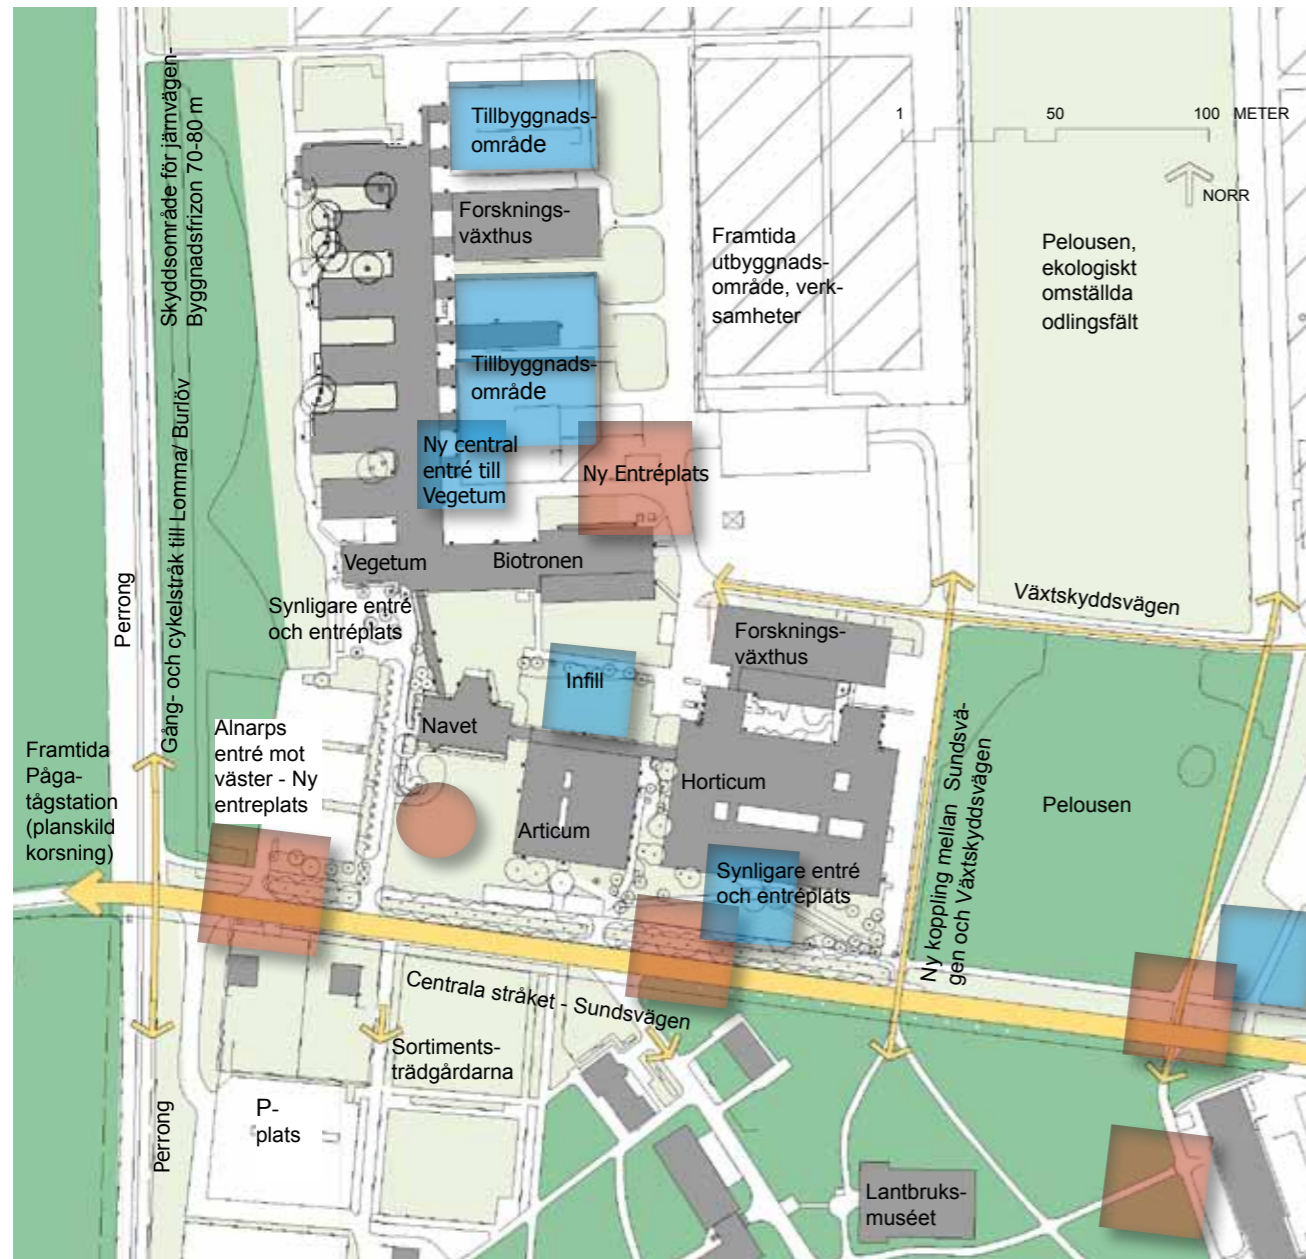 Tillbyggnads-
område
1
50
100 METER
NORR
Skyddsområde för järnvägen-
Byggnadsfrizon 70-80 m
Forsknings-
växthus
Framtida
utbyggnads-
område, verk-
samheter
Pelousen,
ekologiskt
omställda
odlingsfält
Tillbyggnads-
område
Gång- och cykelstråk till Lomma/ Burlöv
Ny central
entré till
Vegetum
Ny Entréplats
Vegetum
Biotronen
Perrong
Synligare entré
och entréplats
Växtskyddsvägen
Forsknings-
växthus
Infill
Navet
Alnarps
entré mot
väster - Ny
entreplats
Framtida
Påga-
tågstation
(planskild
korsning)
Horticum
Articum
Ny koppling mellan Sundsvä-
gen och Växtskyddsvägen
Pelousen
Synligare entré
och entréplats
Centrala stråket - Sundsvägen
Sortiments-
trädgårdarna
P-
plats
Perrong
Lantbruks-
muséet